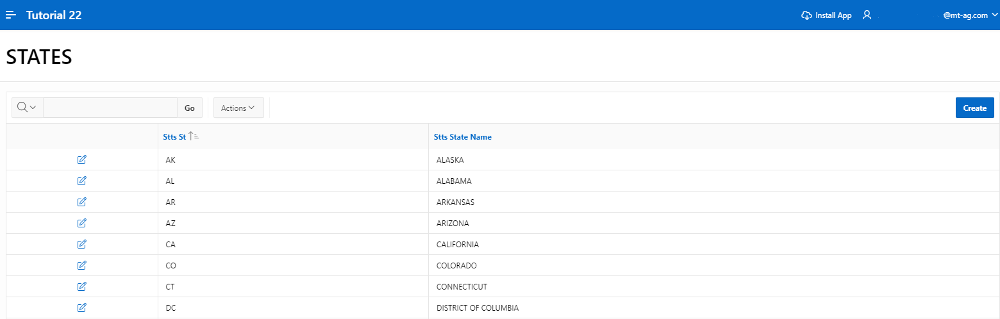 Tutorial 22 Install App @mt-ag.com
STATES
Go Actions Create
Stts St Stts State Name
AK ALASKA
AL ALABAMA
AR ARKANSAS
AZ ARIZONA
CA CALIFORNIA
CO COLORADO
CT CONNECTICUT
DC DISTRICT OF COLUMBIA